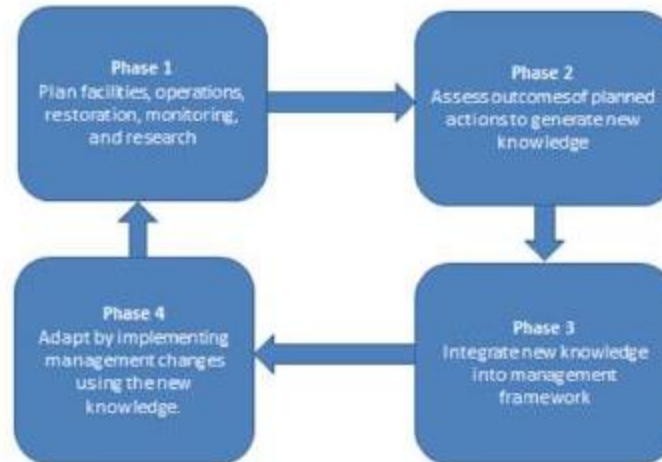 Phase 1
Plan facilities, operations,
restoration, monitoring,
and research
Phase 2
Assess outcomes of planned
actions to generate new
knowledge
Phase 3
Integrate new knowledge
into management
framework
Phase 4
Adapt by implementing
management changes
using the new
knowledge.